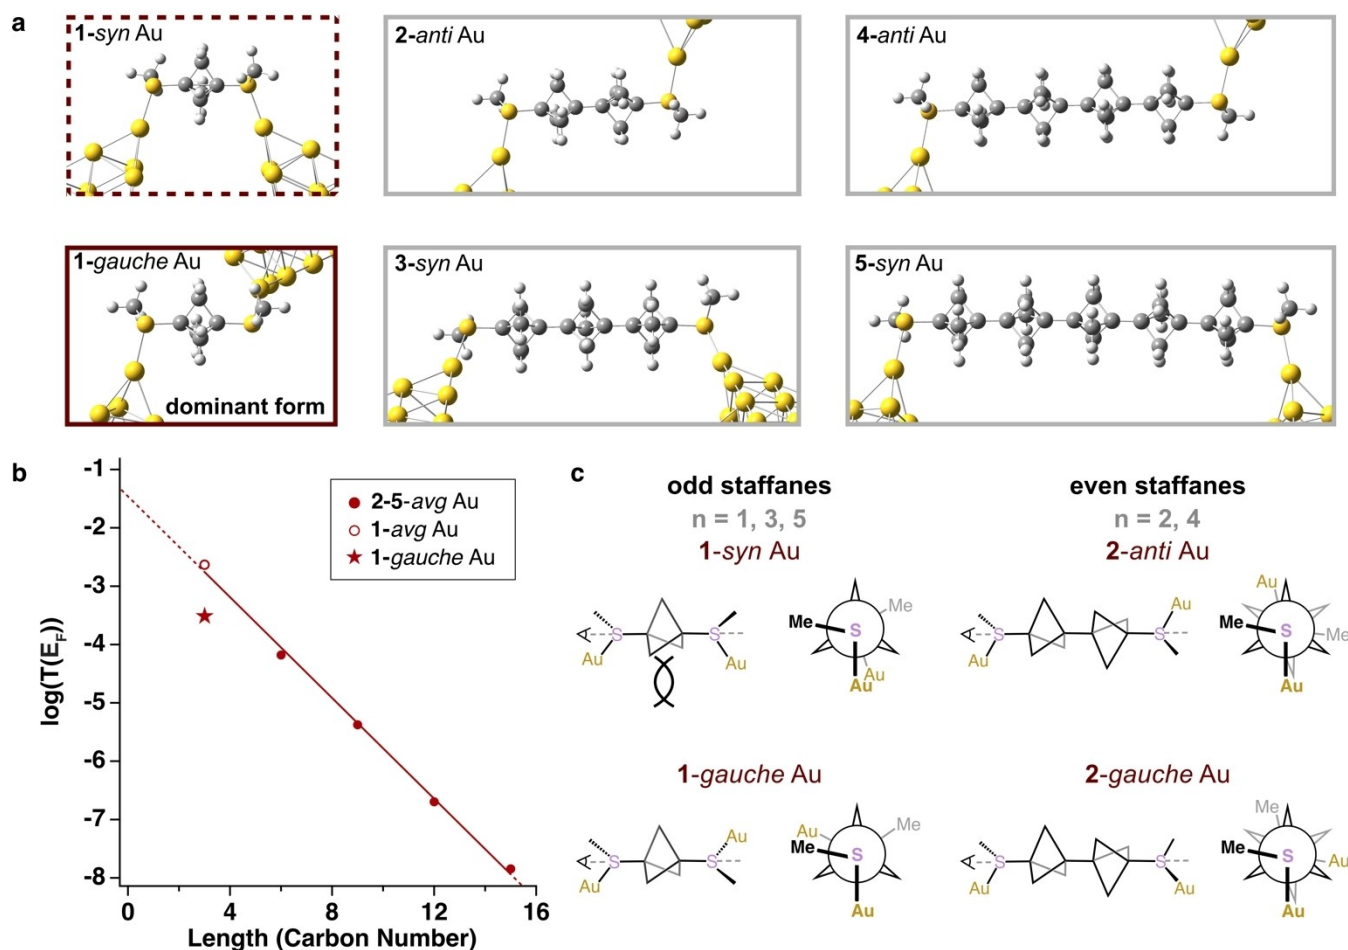 a
1-syn Au
2-anti Au
4-anti Au
1-gauche Au
dominant form
3-syn Au
5-syn Au
b
-1
-2
-3
-4
-5
-6
-7
-8
log(T(E_F))
0
4
8
12
16
Length (Carbon Number)
2-5-avg Au
1-avg Au
1-gauche Au
c
odd staffanes
n = 1, 3, 5
1-syn Au
S
Au
S
Au
Me
Me
S
Au
Au
even staffanes
n = 2, 4
2-anti Au
S
Au
Au
S
Au
Me
Me
S
Au
1-gauche Au
S
Au
Au
S
Au
Me
Me
S
Au
2-gauche Au
S
Au
S
Au
Me
Me
S
Au
Au